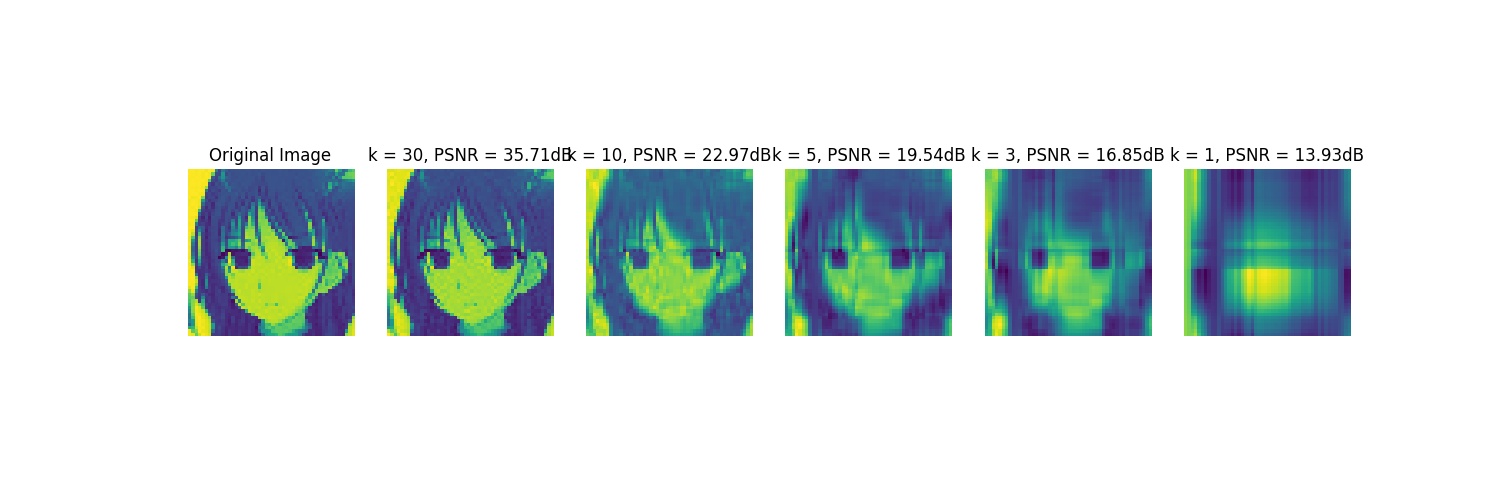 Original Image
k = 30, PSNR = 35.71dB
k = 10, PSNR = 22.97dB
k = 5, PSNR = 19.54dB
k = 3, PSNR = 16.85dB
k = 1, PSNR = 13.93dB